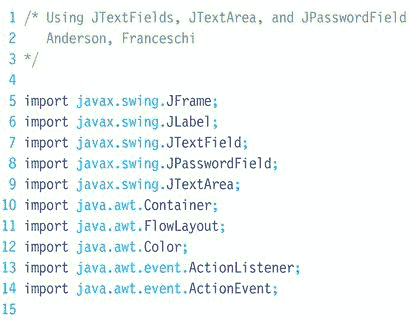 1 /* Using JTextFields, JTextArea, and JPasswordField
2 Anderson, Franceschi
3 */
4
5 import javax.swing.JFrame;
6 import javax.swing.JLabel;
7 import javax.swing.JTextField;
8 import javax.swing.JPasswordField;
9 import javax.swing.JTextArea;
10 import java.awt.Container;
11 import java.awt.FlowLayout;
12 import java.awt.Color;
13 import java.awt.event.ActionListener;
14 import java.awt.event.ActionEvent;
15